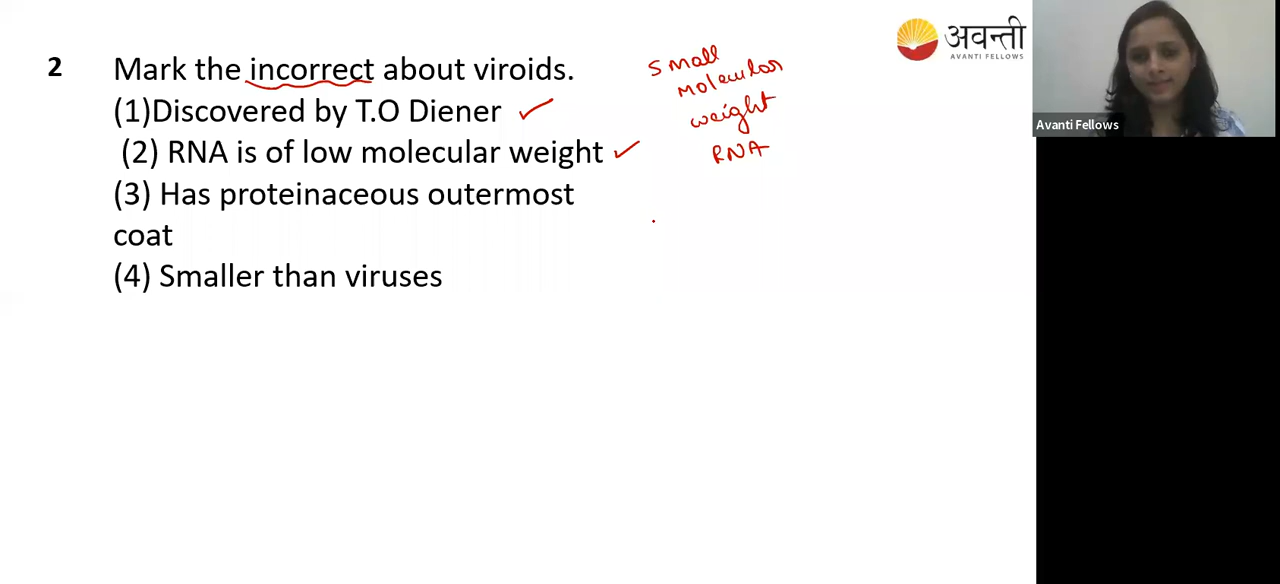 2 Mark the incorrect about viroids.
(1)Discovered by T.O Diener
(2) RNA is of low molecular weight
(3) Has proteinaceous outermost
coat
(4) Smaller than viruses
small
molecular
weight
RNA
अवन्ती
AVANTI FELLOWS
Avanti Fellows